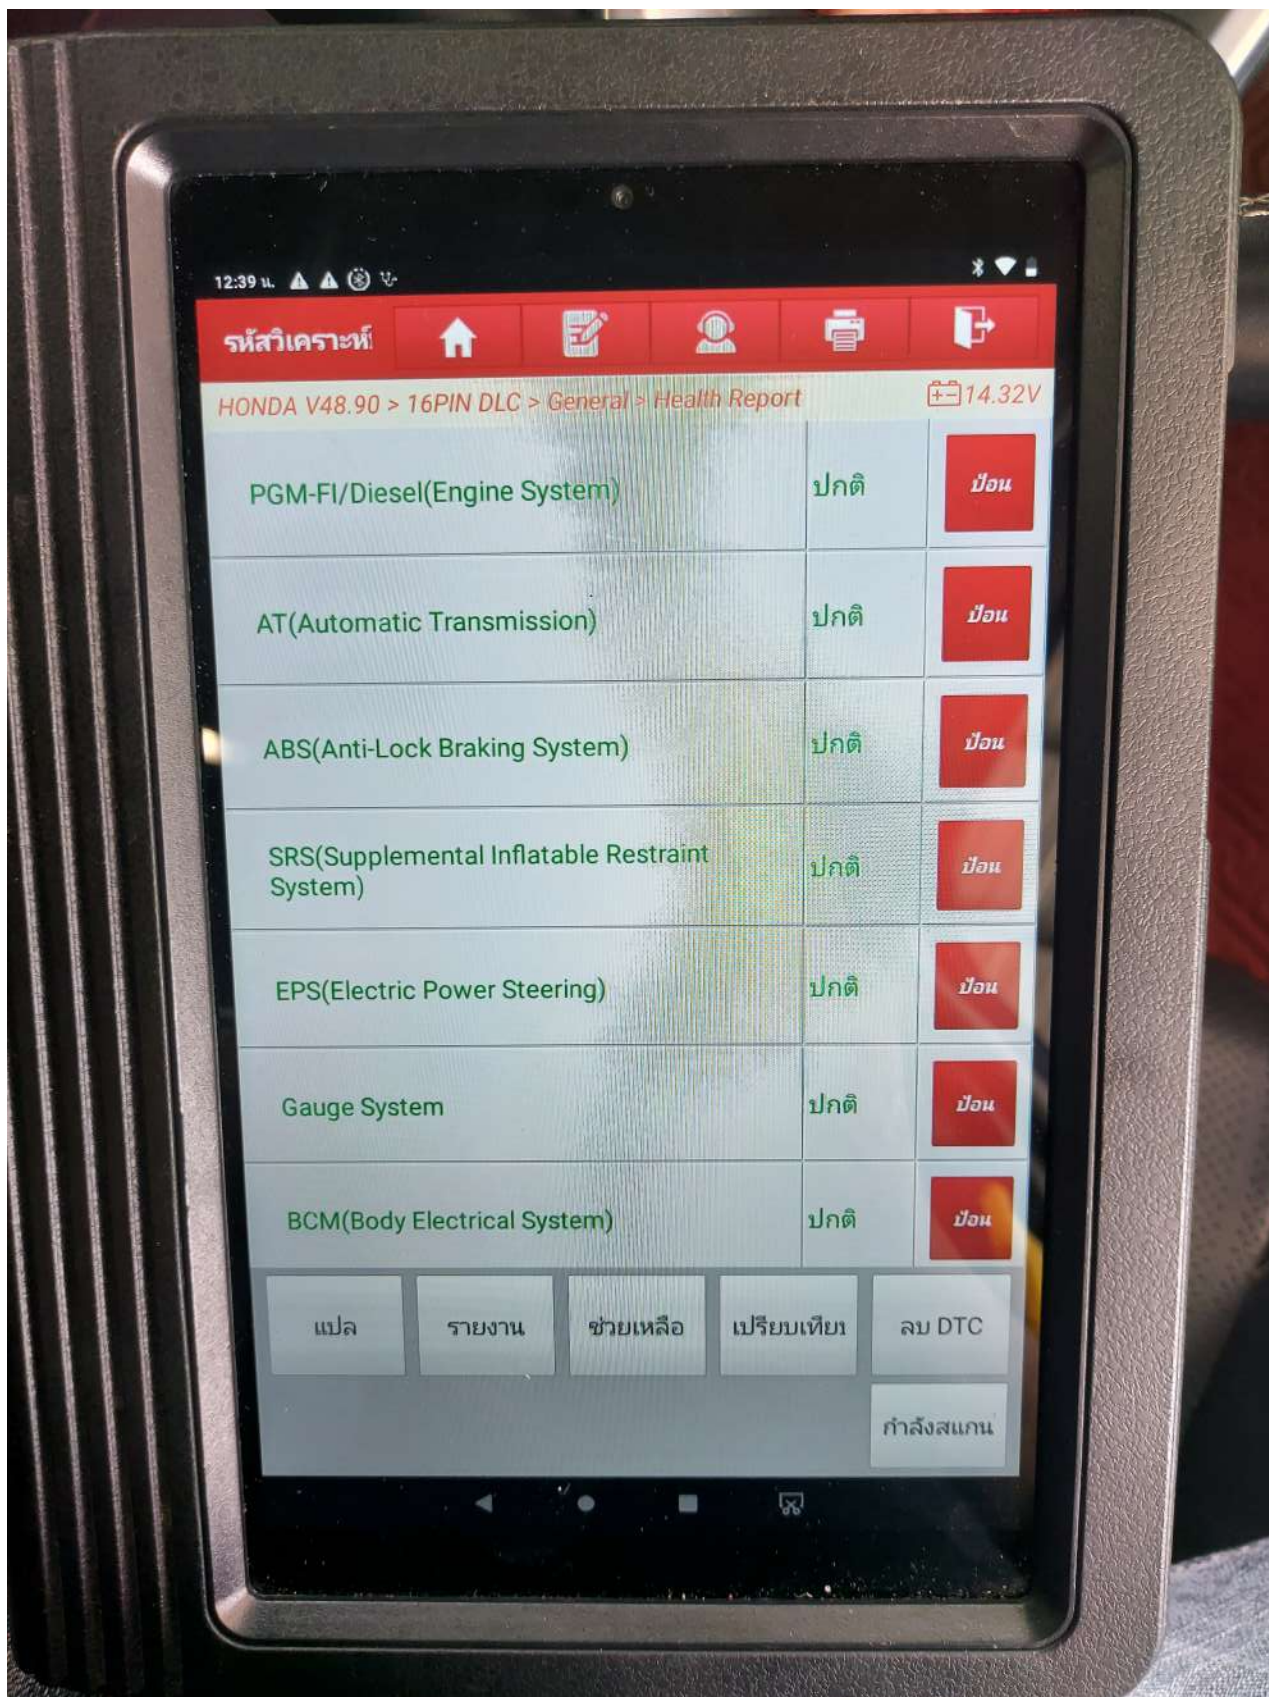 12:39 น.
รหัสวิเคราะห์
HONDA V48.90 > 16PIN DLC > General > Health Report
14.32V
PGM-FI/Diesel(Engine System) ปกติ ป้อน
AT(Automatic Transmission) ปกติ ป้อน
ABS(Anti-Lock Braking System) ปกติ ป้อน
SRS(Supplemental Inflatable Restraint
System) ปกติ ป้อน
EPS(Electric Power Steering) ปกติ ป้อน
Gauge System ปกติ ป้อน
BCM(Body Electrical System) ปกติ ป้อน
แปล รายงาน ช่วยเหลือ เปรียบเทียบ ลบ DTC
กำลังสแกน